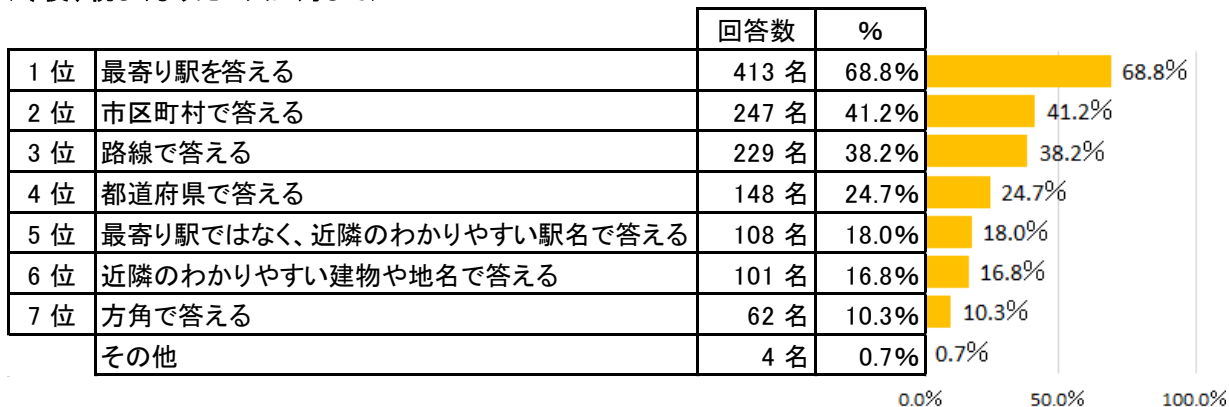 回答数 %
1 位 最寄り駅を答える 413 名 68.8% 68.8%
2 位 市区町村で答える 247 名 41.2% 41.2%
3 位 路線で答える 229 名 38.2% 38.2%
4 位 都道府県で答える 148 名 24.7% 24.7%
5 位 最寄り駅ではなく、近隣のわかりやすい駅名で答える 108 名 18.0% 18.0%
6 位 近隣のわかりやすい建物や地名で答える 101 名 16.8% 16.8%
7 位 方角で答える 62 名 10.3% 10.3%
その他 4 名 0.7% 0.7%
0.0% 50.0% 100.0%